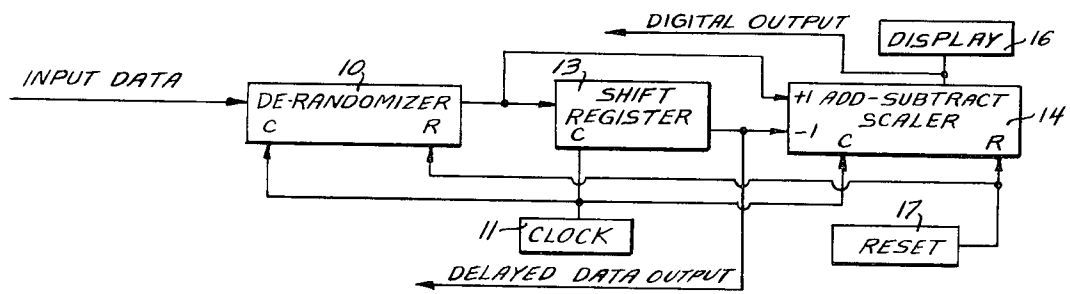 DIGITAL OUTPUT
DISPLAY
16
INPUT DATA
10
DE-RANDOMIZER
C R
13
SHIFT
REGISTER
C
+1 ADD-SUBTRACT
SCALER
-1
C R
14
11
CLOCK
17
RESET
DELAYED DATA OUTPUT